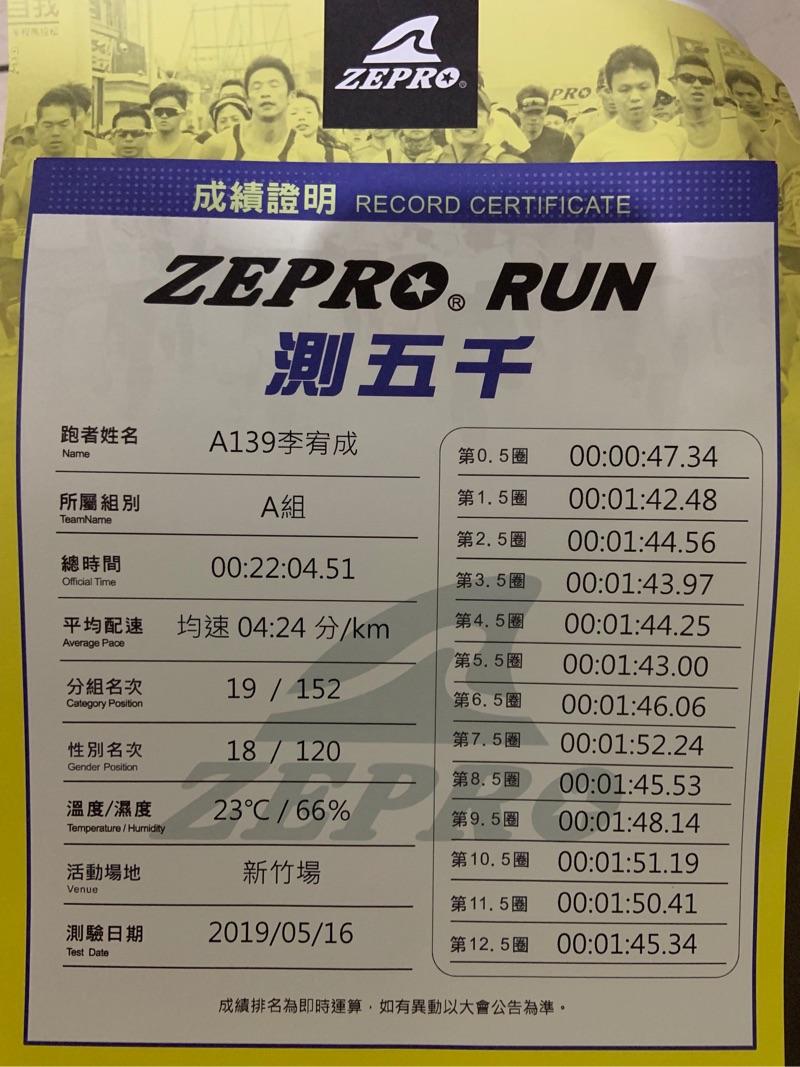 ZEPRO®
PRO
成績證明 RECORD CERTIFICATE
ZEPRO® RUN
測五千
跑者姓名 A139李宥成
Name
所屬組別 A組
TeamName
總時間 00:22:04.51
Official Time
平均配速 均速 04:24 分/km
Average Pace
分組名次 19 / 152
Category Position
性別名次 18 / 120
Gender Position
溫度/濕度 23℃ / 66%
Temperature / Humidity
活動場地 新竹場
Venue
測驗日期 2019/05/16
Test Date
第0.5圈 00:00:47.34
第1.5圈 00:01:42.48
第2.5圈 00:01:44.56
第3.5圈 00:01:43.97
第4.5圈 00:01:44.25
第5.5圈 00:01:43.00
第6.5圈 00:01:46.06
第7.5圈 00:01:52.24
第8.5圈 00:01:45.53
第9.5圈 00:01:48.14
第10.5圈 00:01:51.19
第11.5圈 00:01:50.41
第12.5圈 00:01:45.34
ZEPRO
成績排名為即時運算，如有異動以大會公告為準。